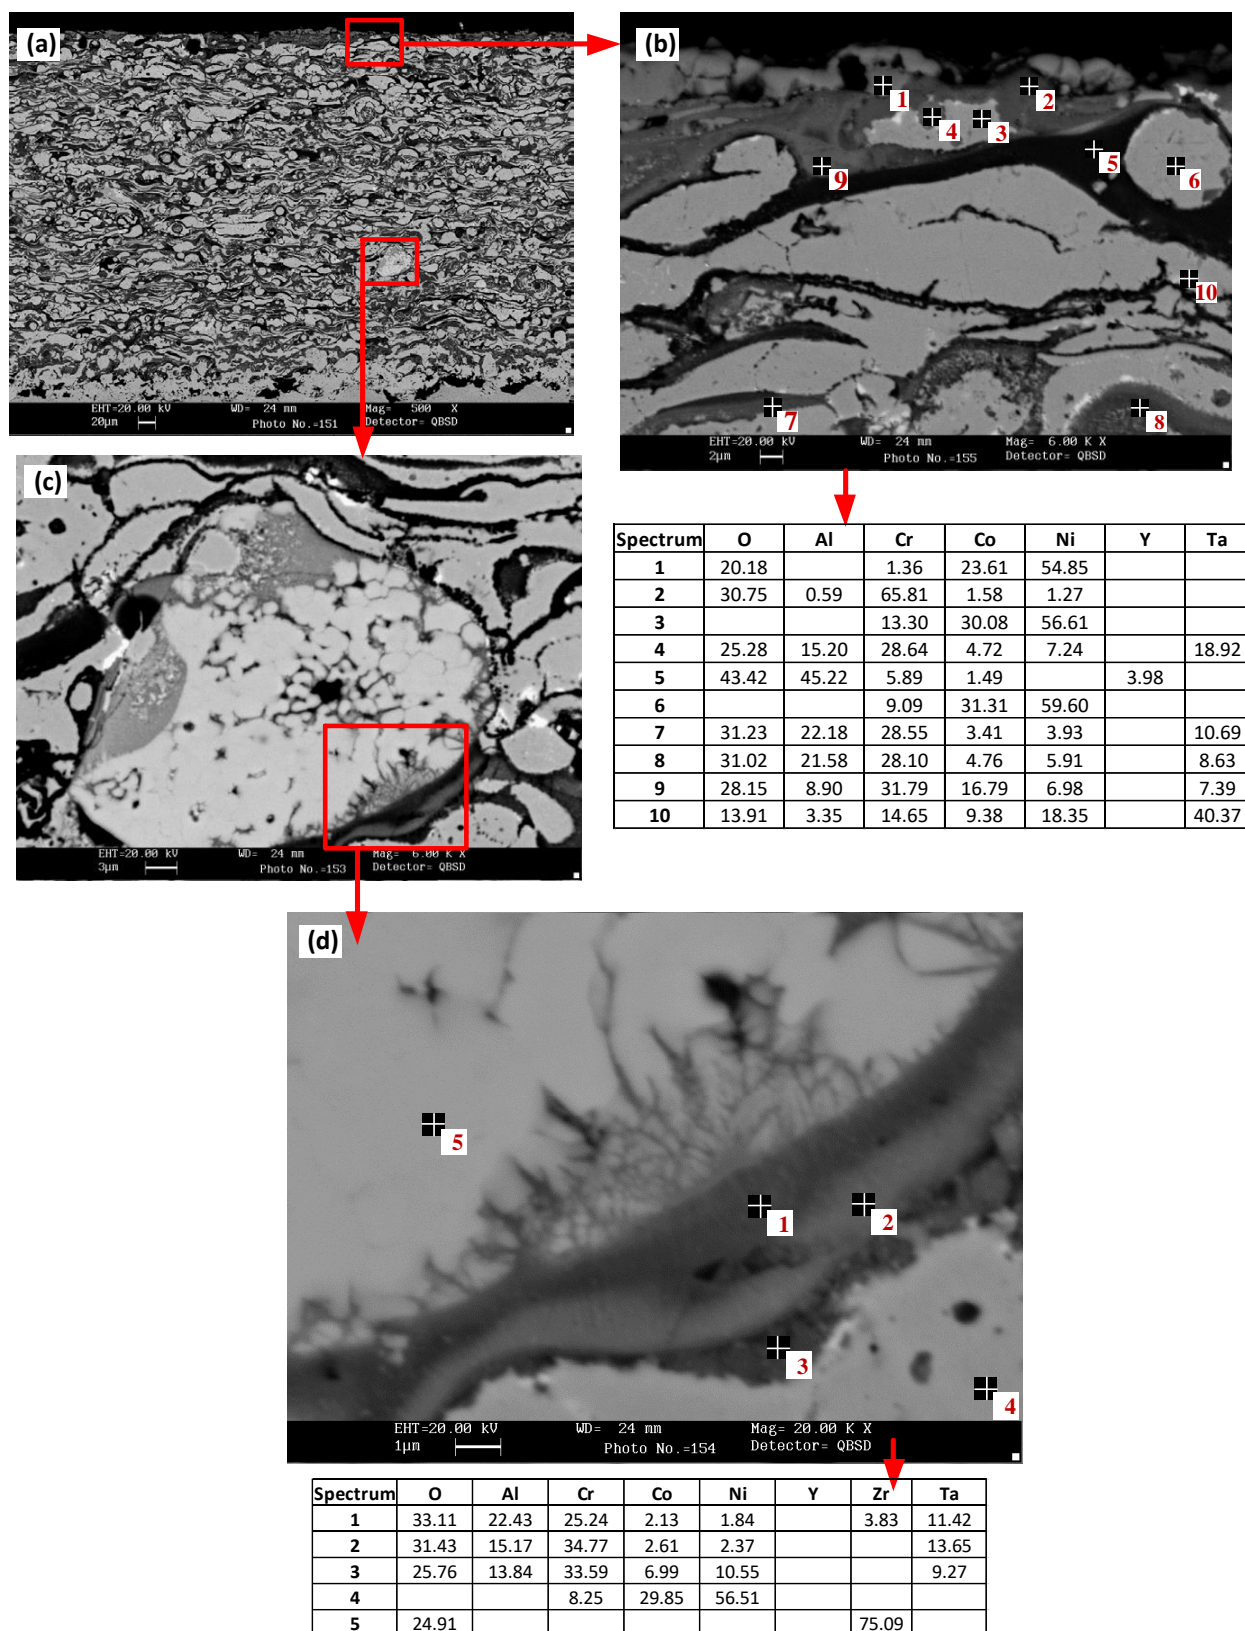 (a)
EHT=20.00 kV WD= 24 mm Mag= 500 X
20µm Photo No.=151 Detector= QBSD
(b)
1
2
4
3
5
9
6
10
7
8
EHT=20.00 kV WD= 24 mm Mag= 6.00 K X
2µm Photo No.=155 Detector= QBSD
(c)
EHT=20.00 kV WD= 24 mm Mag= 6.00 K X
3µm Photo No.=153 Detector= QBSD
Spectrum O Al Cr Co Ni Y Ta
1 20.18 1.36 23.61 54.85
2 30.75 0.59 65.81 1.58 1.27
3 13.30 30.08 56.61
4 25.28 15.20 28.64 4.72 7.24 18.92
5 43.42 45.22 5.89 1.49 3.98
6 9.09 31.31 59.60
7 31.23 22.18 28.55 3.41 3.93 10.69
8 31.02 21.58 28.10 4.76 5.91 8.63
9 28.15 8.90 31.79 16.79 6.98 7.39
10 13.91 3.35 14.65 9.38 18.35 40.37
(d)
5
1
2
3
4
EHT=20.00 kV WD= 24 mm Mag= 20.00 K X
1µm Photo No.=154 Detector= QBSD
Spectrum O Al Cr Co Ni Y Zr Ta
1 33.11 22.43 25.24 2.13 1.84 3.83 11.42
2 31.43 15.17 34.77 2.61 2.37 13.65
3 25.76 13.84 33.59 6.99 10.55 9.27
4 8.25 29.85 56.51
5 24.91 75.09